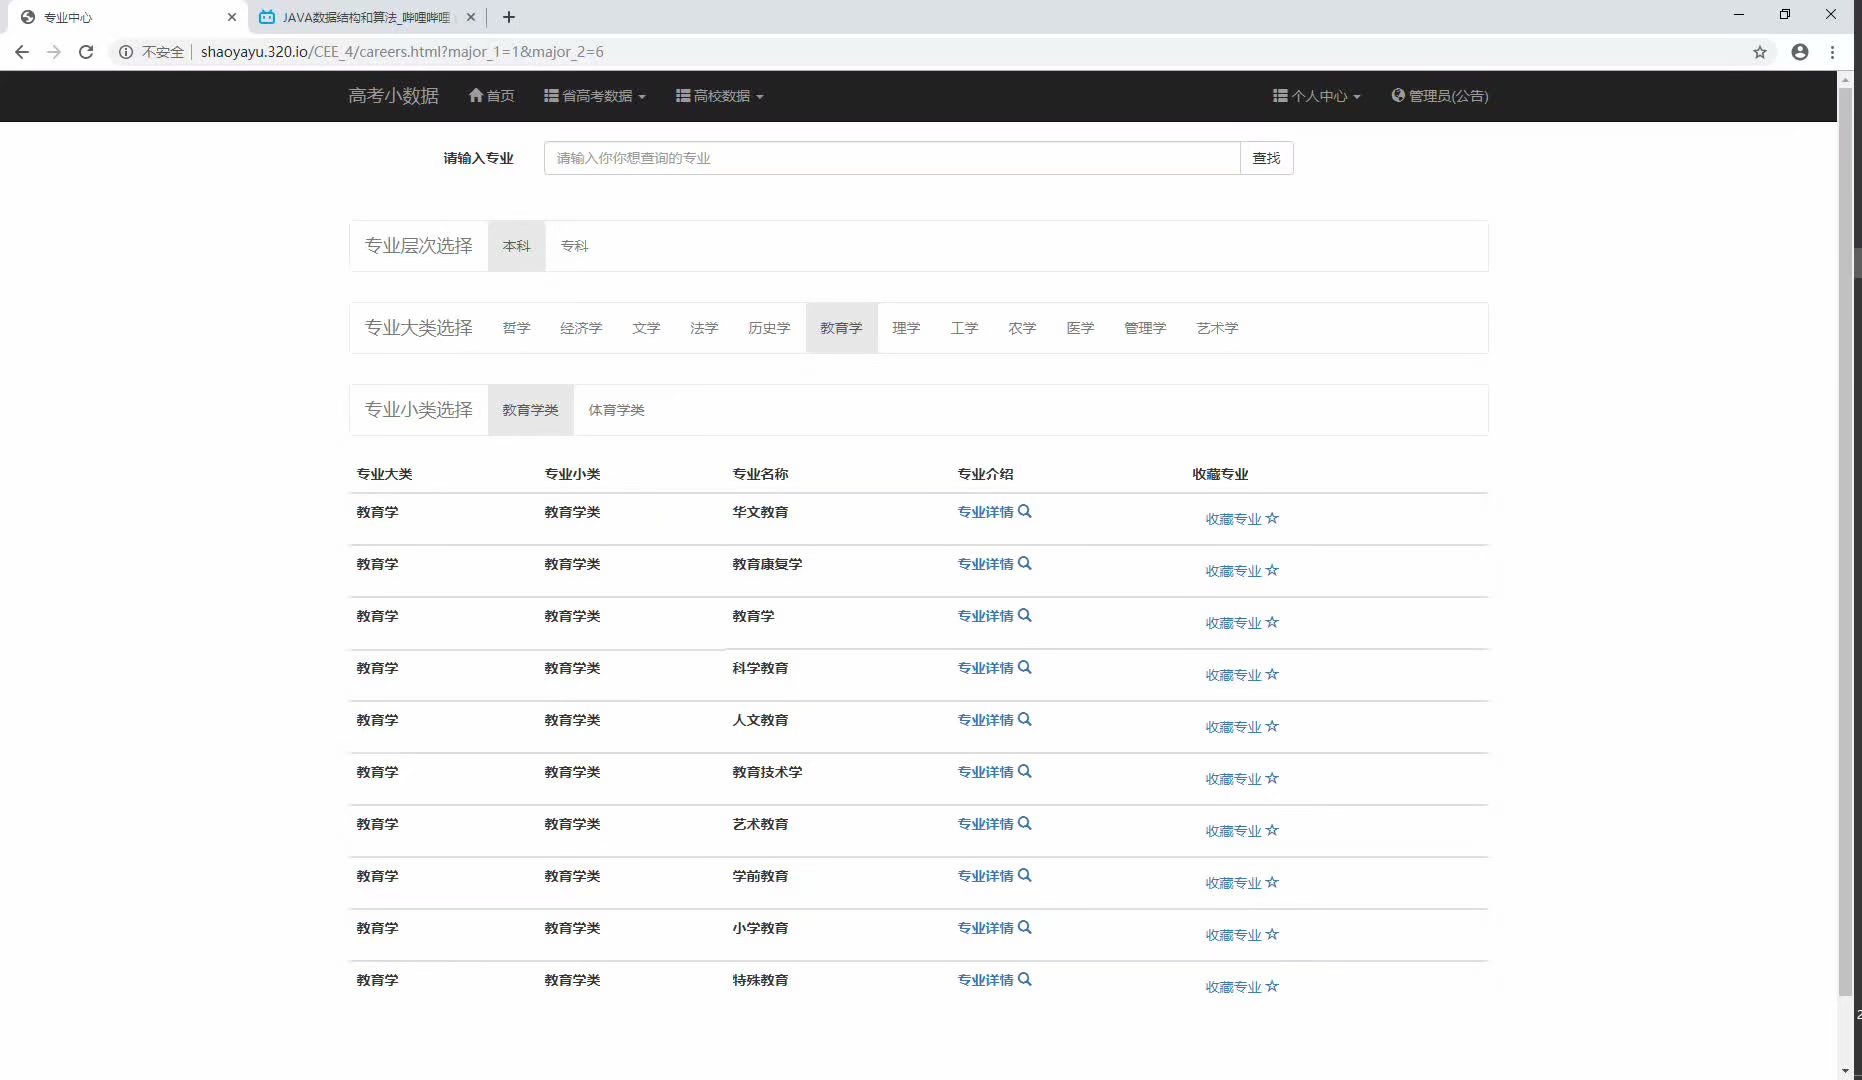 专业中心
JAVA数据结构和算法_哔哩哔哩
不安全 shaoyayu.320.io/CEE_4/careers.html?major_1=1&major_2=6
高考小数据 首页 省高考数据 高校数据 个人中心 管理员(公告)
请输入专业 请输入你你想查询的专业 查找
专业层次选择 本科 专科
专业大类选择 哲学 经济学 文学 法学 历史学 教育学 理学 工学 农学 医学 管理学 艺术学
专业小类选择 教育学类 体育学类
专业大类 专业小类 专业名称 专业介绍 收藏专业
教育学 教育学类 华文教育 专业详情 收藏专业
教育学 教育学类 教育康复学 专业详情 收藏专业
教育学 教育学类 教育学 专业详情 收藏专业
教育学 教育学类 科学教育 专业详情 收藏专业
教育学 教育学类 人文教育 专业详情 收藏专业
教育学 教育学类 教育技术学 专业详情 收藏专业
教育学 教育学类 艺术教育 专业详情 收藏专业
教育学 教育学类 学前教育 专业详情 收藏专业
教育学 教育学类 小学教育 专业详情 收藏专业
教育学 教育学类 特殊教育 专业详情 收藏专业